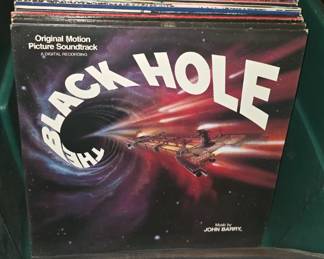 Original Motion
Picture Soundtrack
A DIGITAL RECORDING
THE BLACK HOLE
Music by
JOHN BARRY